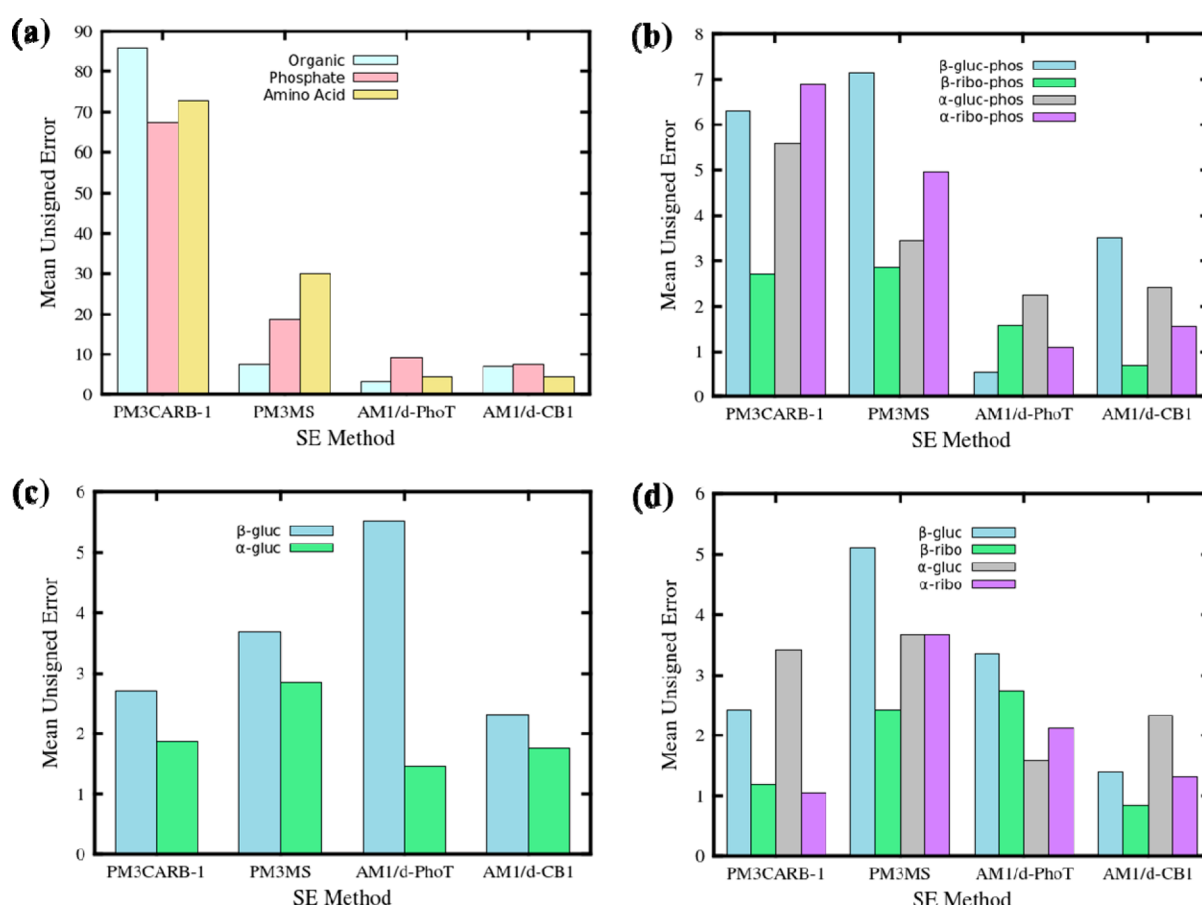 (a)
90
80
70
60
50
40
30
20
10
0
Mean Unsigned Error
Organic
Phosphate
Amino Acid
PM3CARB-1 PM3MS AM1/d-PhoT AM1/d-CB1
SE Method
(b)
8
7
6
5
4
3
2
1
0
Mean Unsigned Error
β-gluc-phos
β-ribo-phos
α-gluc-phos
α-ribo-phos
PM3CARB-1 PM3MS AM1/d-PhoT AM1/d-CB1
SE Method
(c)
6
5
4
3
2
1
0
Mean Unsigned Error
β-gluc
α-gluc
PM3CARB-1 PM3MS AM1/d-PhoT AM1/d-CB1
SE Method
(d)
6
5
4
3
2
1
0
Mean Unsigned Error
β-gluc
β-ribo
α-gluc
α-ribo
PM3CARB-1 PM3MS AM1/d-PhoT AM1/d-CB1
SE Method